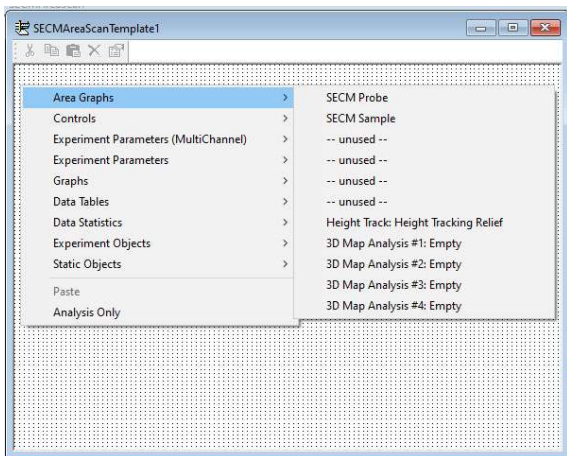 SECMAreaScanTemplate1
Area Graphs
Controls
Experiment Parameters (MultiChannel)
Experiment Parameters
Graphs
Data Tables
Data Statistics
Experiment Objects
Static Objects
Paste
Analysis Only
SECM Probe
SECM Sample
-- unused --
-- unused --
-- unused --
-- unused --
Height Track: Height Tracking Relief
3D Map Analysis #1: Empty
3D Map Analysis #2: Empty
3D Map Analysis #3: Empty
3D Map Analysis #4: Empty